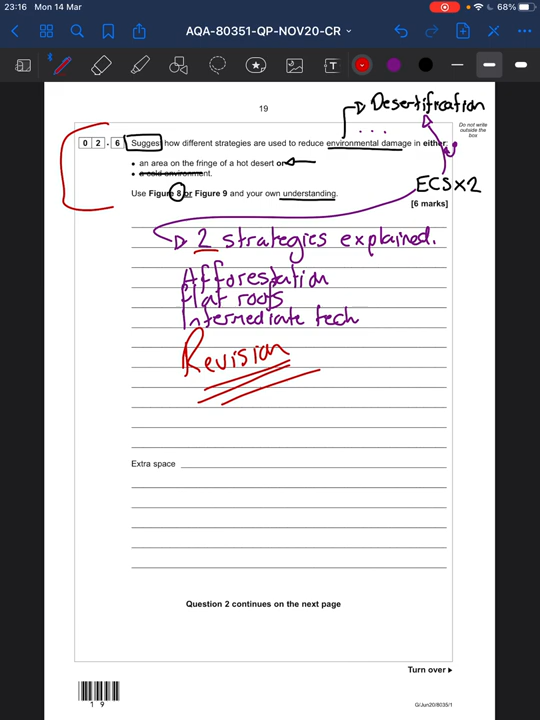 23:16 Mon 14 Mar
68%
AQA-80351-QP-NOV20-CR
19
Desertification
...
Do not write outside the box
0 2 . 6 Suggest how different strategies are used to reduce environmental damage in either:
• an area on the fringe of a hot desert or
• a cold environment.
ECS x 2
Use Figure 8 or Figure 9 and your own understanding.
[6 marks]
2 strategies explained.
Afforestation
Flat roofs
Intermediate tech
Revision
Extra space
Question 2 continues on the next page
Turn over
1 9
G/Jun20/8035/1